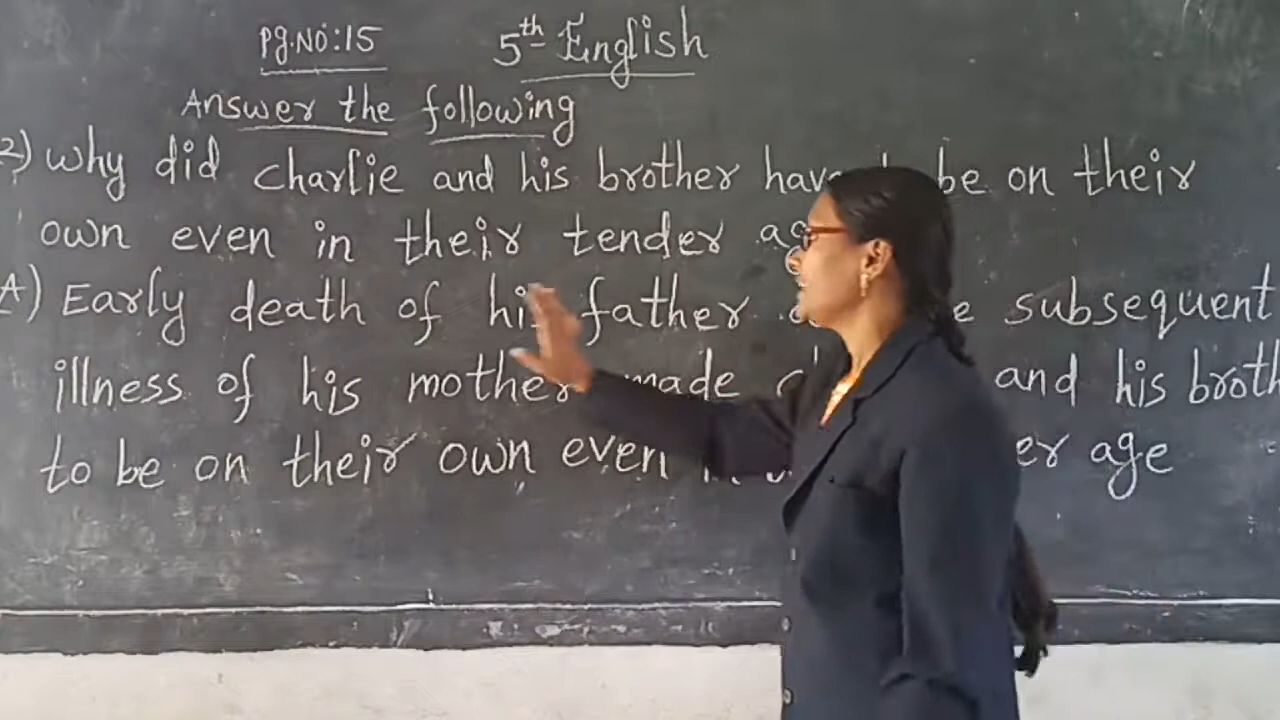 Pg.NO:15
5th English
Answer the following
2) why did charlie and his brother be on their
own even in their tender
A) Early death of his father subsequent
illness of his mother made and his
to be on their own even age